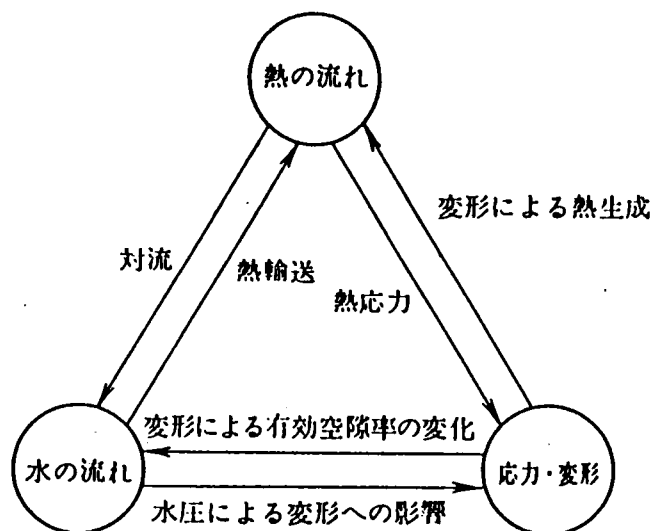 熱の流れ
変形による熱生成
対流
熱輸送
熱応力
変形による有効空隙率の変化
水の流れ
応力・変形
水圧による変形への影響